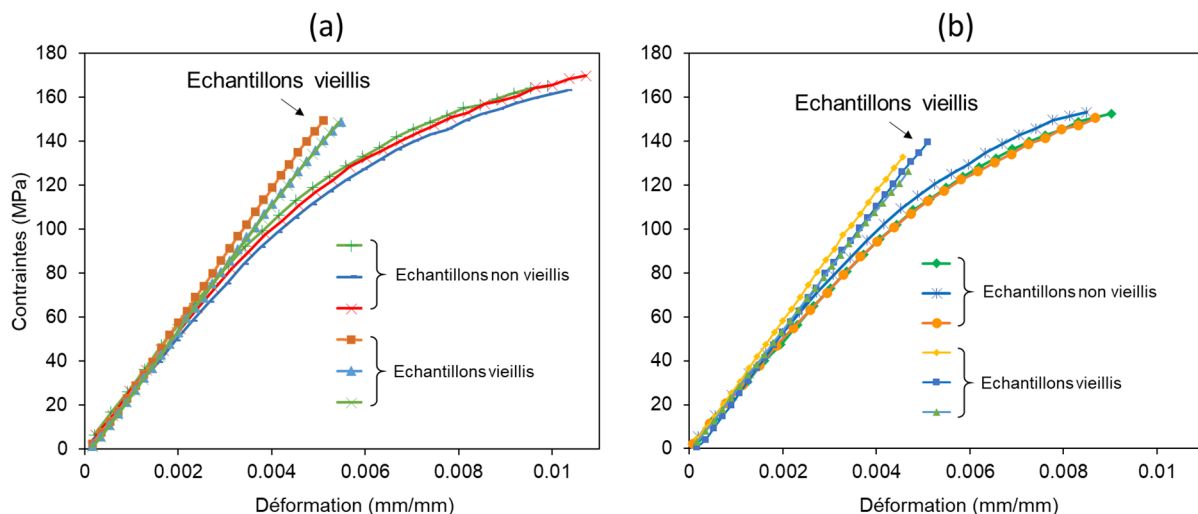 (a)
180
160
140
120
100
80
60
40
20
0
Contraintes (MPa)
Echantillons vieillis
Echantillons non vieillis
Echantillons vieillis
0.002
0.004
0.006
0.008
0.01
Déformation (mm/mm)
(b)
180
160
140
120
100
80
60
40
20
0
Echantillons vieillis
Echantillons non vieillis
Echantillons vieillis
0
0.002
0.004
0.006
0.008
0.01
Déformation (mm/mm)